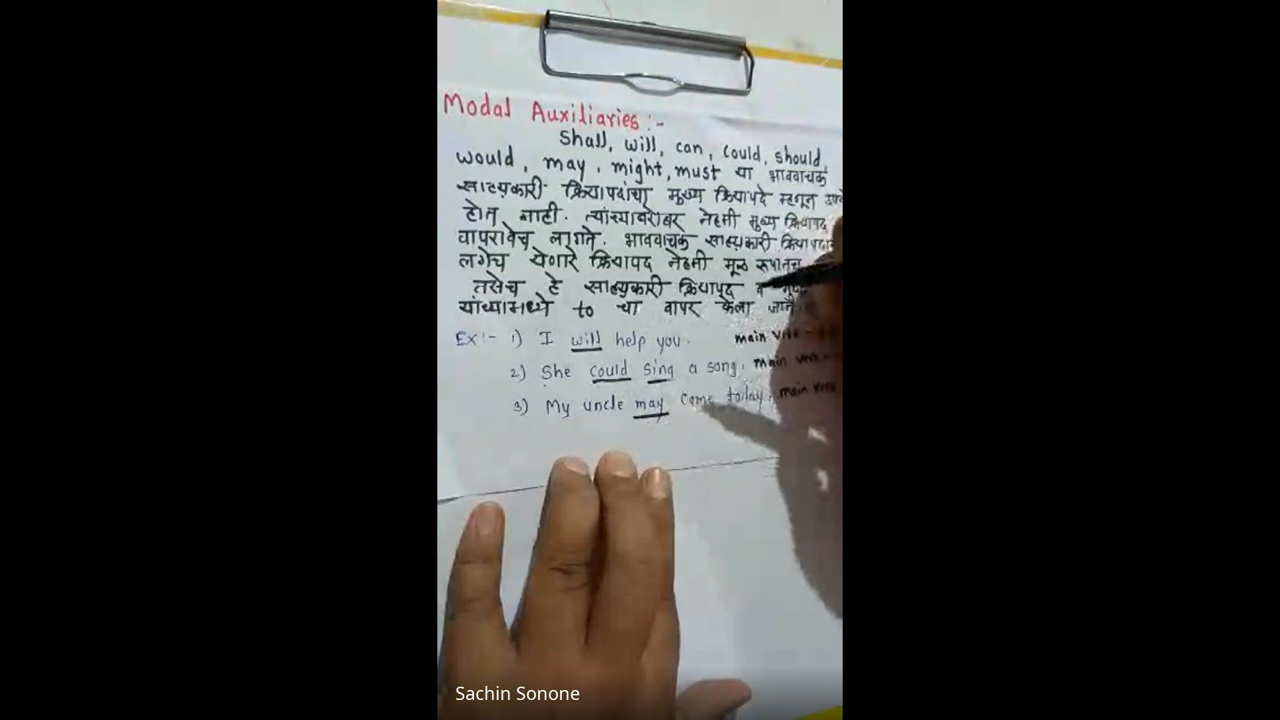 Modal Auxiliaries :-
Shall, will, can, could, should,
would, may, might, must या भाववाचक
साह्यकारी क्रियापदांचा मुख्य क्रियापदे म्हणून
होत नाही. त्यांच्याबरोबर नेहमी मुख्य क्रियापद
वापरावेच लागते. भाववाचक साह्यकारी
लगेच येणारे क्रियापद नेहमी मूळ रूपातच
तसेच हे साह्यकारी क्रियापद व
यांच्यामध्ये to चा वापर केला जात
Ex:- 1) I will help you. main
2) She could sing a song. main verb -
3) My uncle may come today. main verb
Sachin Sonone